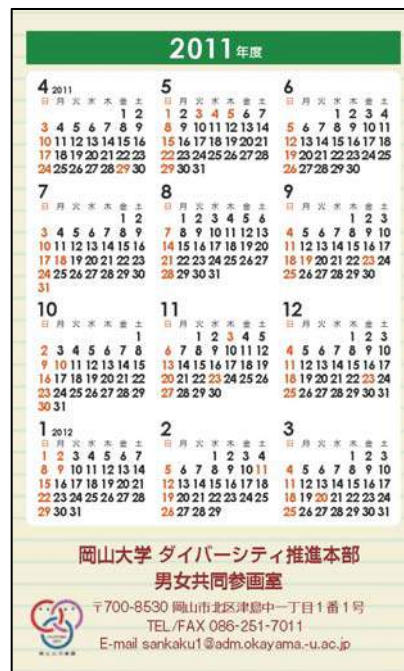 2011年度
4 2011
日 月 火 水 木 金 土
1 2
3 4 5 6 7 8 9
10 11 12 13 14 15 16
17 18 19 20 21 22 23
24 25 26 27 28 29 30
5
日 月 火 水 木 金 土
1 2 3 4 5 6 7
8 9 10 11 12 13 14
15 16 17 18 19 20 21
22 23 24 25 26 27 28
29 30 31
6
日 月 火 水 木 金 土
1 2 3 4
5 6 7 8 9 10 11
12 13 14 15 16 17 18
19 20 21 22 23 24 25
26 27 28 29 30
7
日 月 火 水 木 金 土
1 2
3 4 5 6 7 8 9
10 11 12 13 14 15 16
17 18 19 20 21 22 23
24 25 26 27 28 29 30
31
8
日 月 火 水 木 金 土
1 2 3 4 5 6
7 8 9 10 11 12 13
14 15 16 17 18 19 20
21 22 23 24 25 26 27
28 29 30 31
9
日 月 火 水 木 金 土
1 2 3
4 5 6 7 8 9 10
11 12 13 14 15 16 17
18 19 20 21 22 23 24
25 26 27 28 29 30
10
日 月 火 水 木 金 土
1
2 3 4 5 6 7 8
9 10 11 12 13 14 15
16 17 18 19 20 21 22
23 24 25 26 27 28 29
30 31
11
日 月 火 水 木 金 土
1 2 3 4 5
6 7 8 9 10 11 12
13 14 15 16 17 18 19
20 21 22 23 24 25 26
27 28 29 30
12
日 月 火 水 木 金 土
1 2 3
4 5 6 7 8 9 10
11 12 13 14 15 16 17
18 19 20 21 22 23 24
25 26 27 28 29 30 31
1 2012
日 月 火 水 木 金 土
1 2 3 4 5 6 7
8 9 10 11 12 13 14
15 16 17 18 19 20 21
22 23 24 25 26 27 28
29 30 31
2
日 月 火 水 木 金 土
1 2 3 4
5 6 7 8 9 10 11
12 13 14 15 16 17 18
19 20 21 22 23 24 25
26 27 28 29
3
日 月 火 水 木 金 土
1 2 3
4 5 6 7 8 9 10
11 12 13 14 15 16 17
18 19 20 21 22 23 24
25 26 27 28 29 30 31
岡山大学 ダイバーシティ推進本部
男女共同参画室
〒700-8530 岡山市北区津島中一丁目1番1号
TEL/FAX 086-251-7011
E-mail sankaku1@adm.okayama.-u.ac.jp